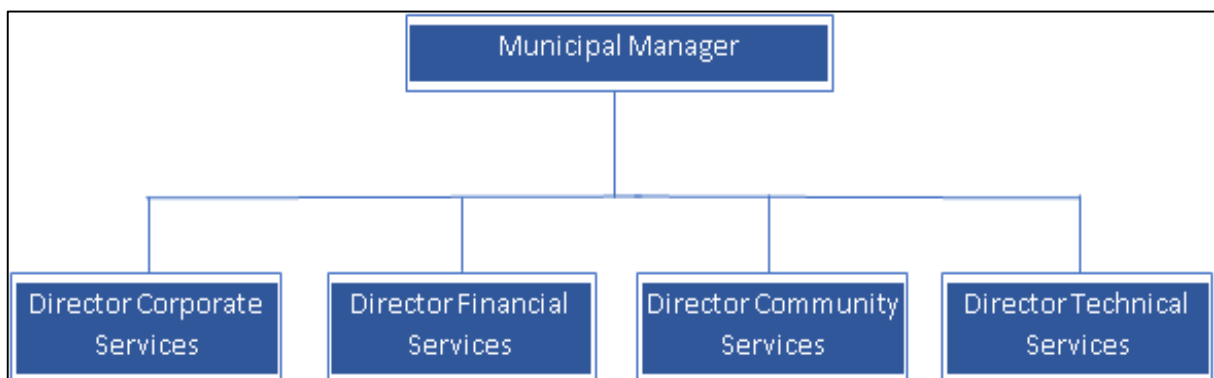 Municipal Manager
Director Corporate
Services
Director Financial
Services
Director Community
Services
Director Technical
Services